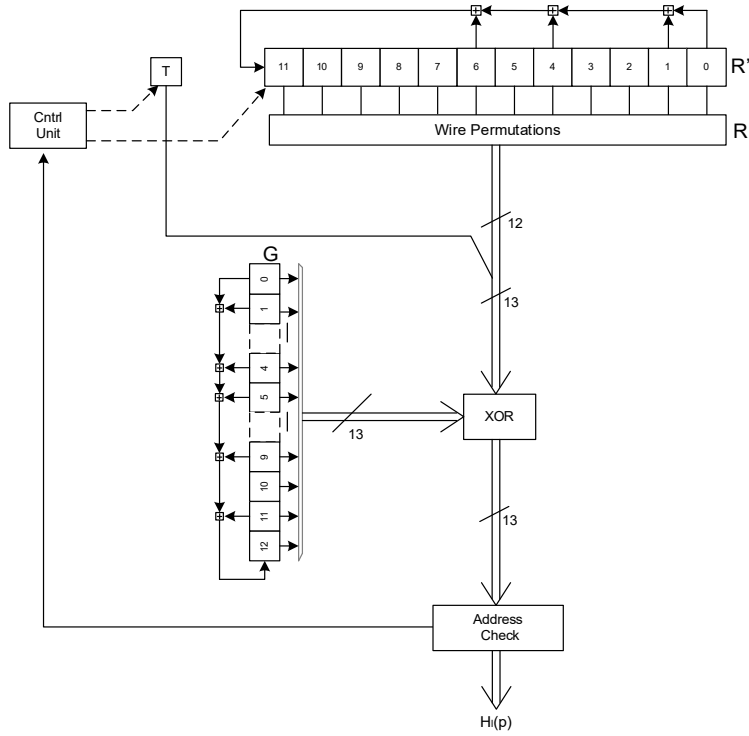 T
11 10 9 8 7 6 5 4 3 2 1 0
R'
Cntrl
Unit
Wire Permutations
R
12
G
13
0
1
4
5
9
10
11
12
13
XOR
13
Address
Check
Hl(p)